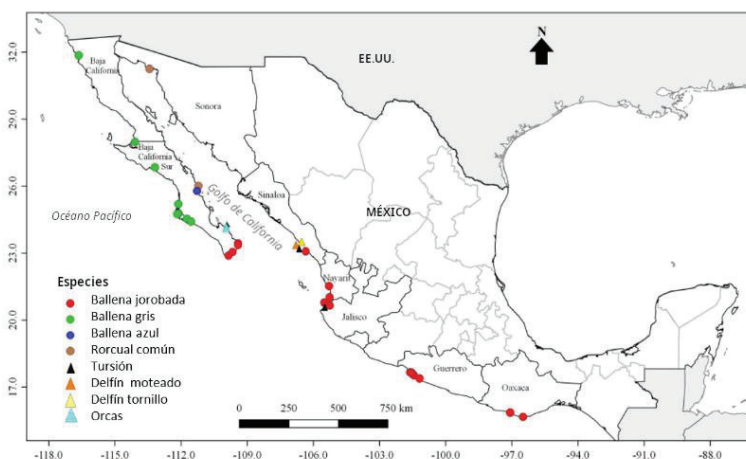 32.0
29.0
26.0
23.0
20.0
17.0
N
EE.UU.
Baja
California
Sonora
Baja
California
Sur
Golfo de California
Sinaloa
Océano Pacífico
MÉXICO
Nayarit
Jalisco
Guerrero
Oaxaca
Especies
Ballena jorobada
Ballena gris
Ballena azul
Rorcual común
Tursión
Delfín moteado
Delfín tornillo
Orcas
0 250 500 750 km
-117.0 -114.0 -112.0 -109.0 -106.0 -103.0 -100.0 -97.0 -94.0 -91.0 -88.0